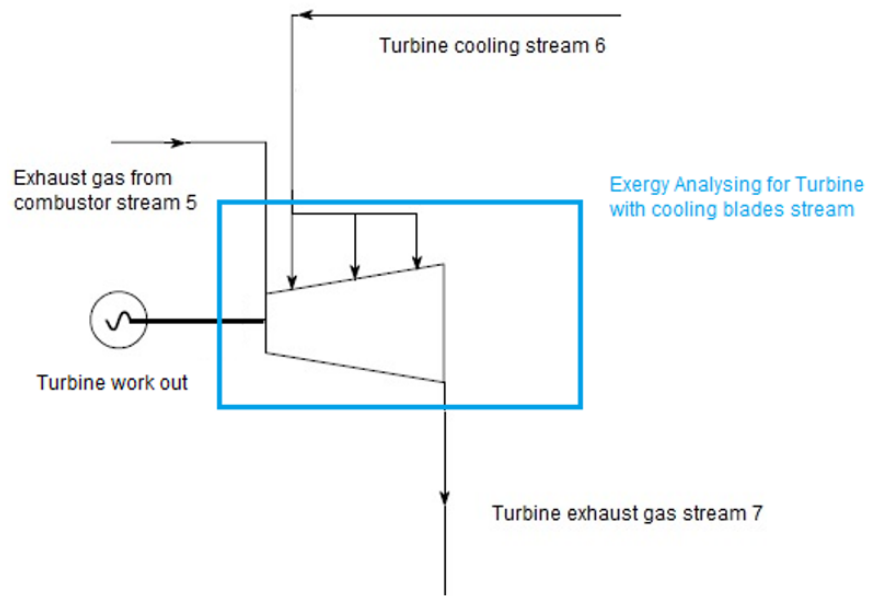 Turbine cooling stream 6
Exhaust gas from
combustor stream 5
Exergy Analysing for Turbine
with cooling blades stream
Turbine work out
Turbine exhaust gas stream 7